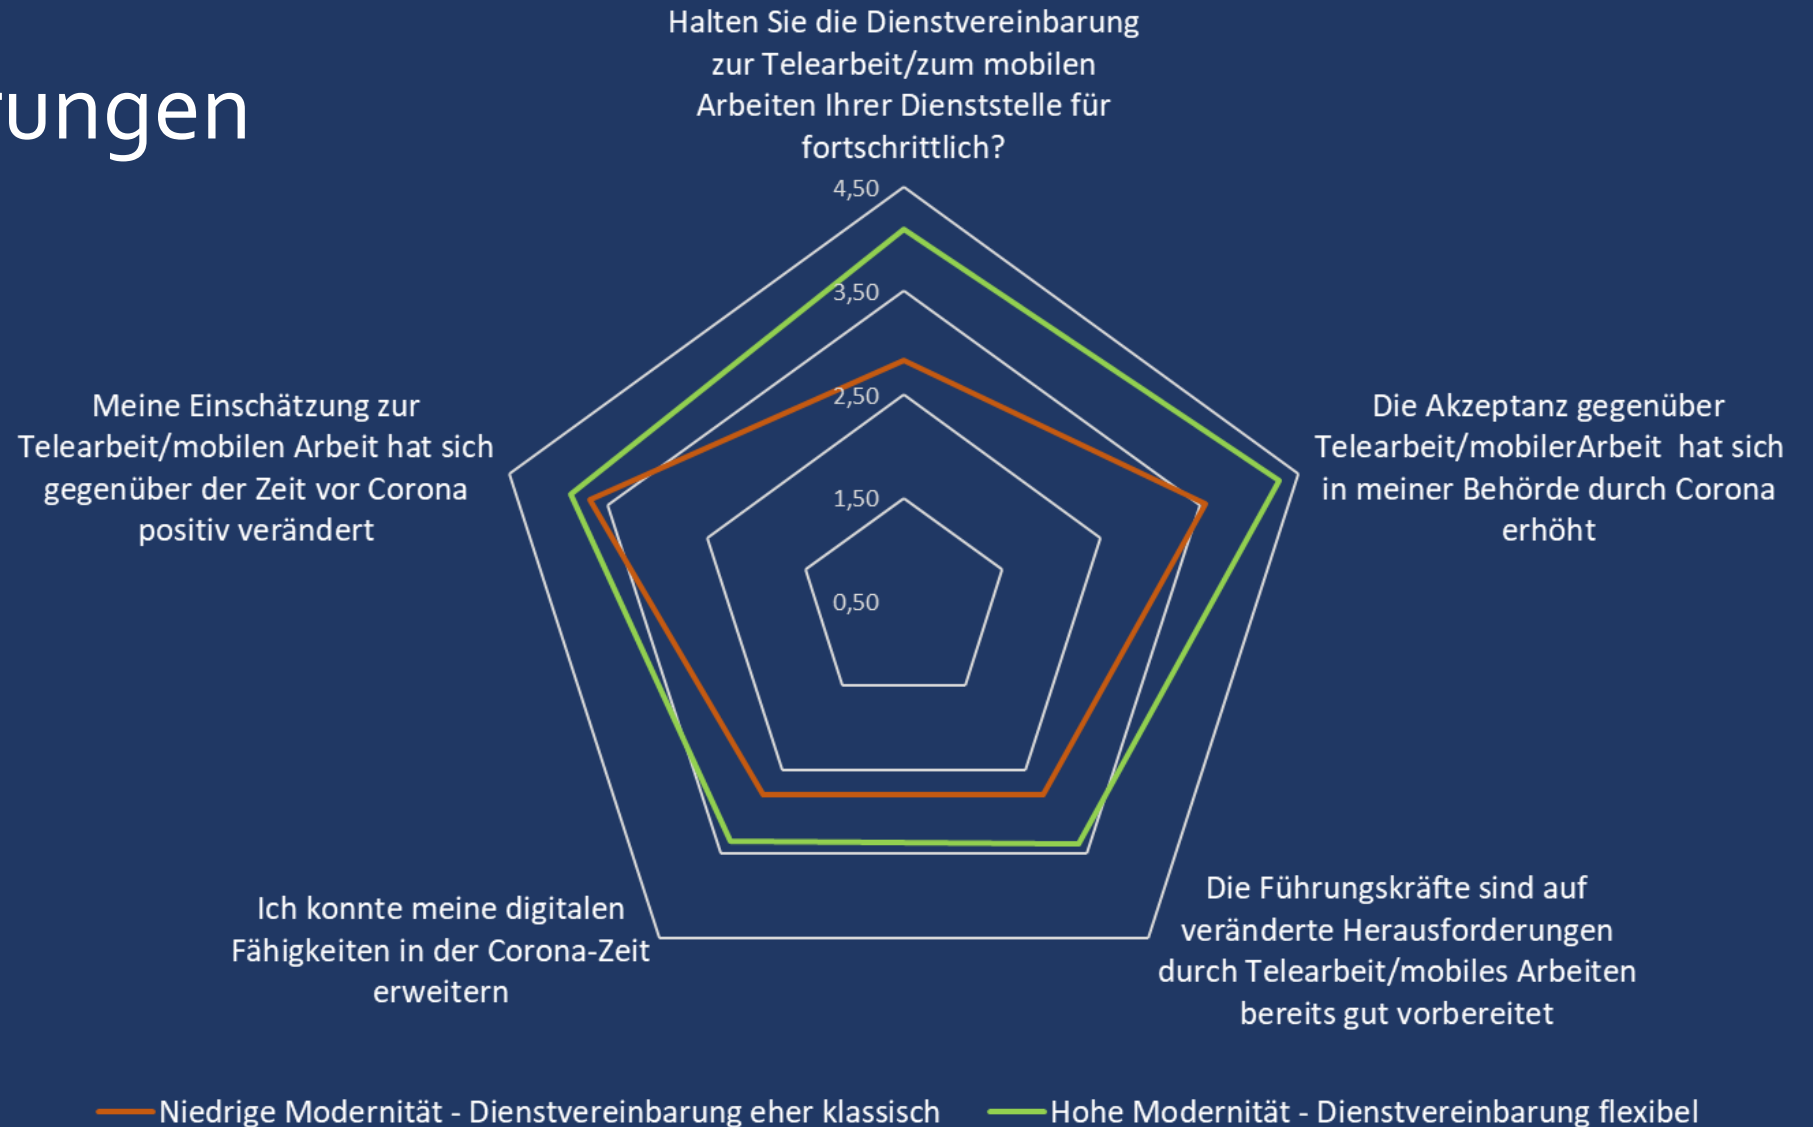 rungen
Halten Sie die Dienstvereinbarung
zur Telearbeit/zum mobilen
Arbeiten Ihrer Dienststelle für
fortschrittlich?
4,50
3,50
2,50
1,50
0,50
Die Akzeptanz gegenüber
Telearbeit/mobilerArbeit hat sich
in meiner Behörde durch Corona
erhöht
Die Führungskräfte sind auf
veränderte Herausforderungen
durch Telearbeit/mobiles Arbeiten
bereits gut vorbereitet
Ich konnte meine digitalen
Fähigkeiten in der Corona-Zeit
erweitern
Meine Einschätzung zur
Telearbeit/mobilen Arbeit hat sich
gegenüber der Zeit vor Corona
positiv verändert
Niedrige Modernität - Dienstvereinbarung eher klassisch
Hohe Modernität - Dienstvereinbarung flexibel